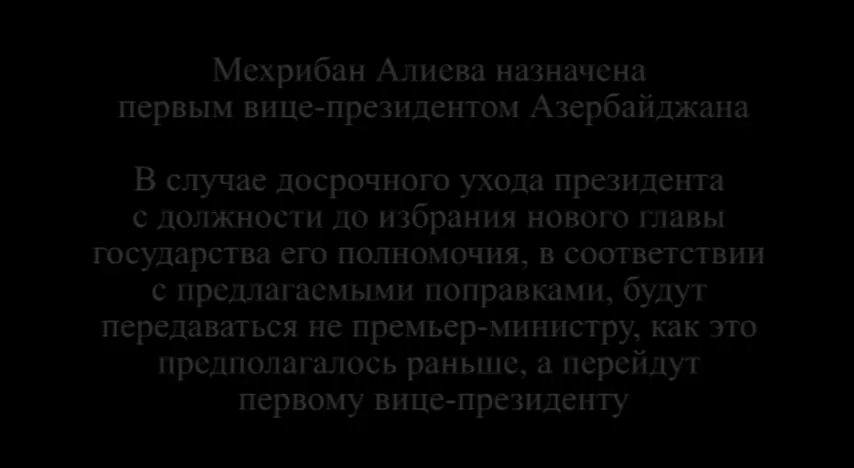 Мехрибан Алиева назначена
первым вице-президентом Азербайджана
В случае досрочного ухода президента
с должности до избрания нового главы
государства его полномочия, в соответствии
с предлагаемыми поправками, будут
передаваться не премьер-министру, как это
предполагалось раньше, а перейдут
первому вице-президенту